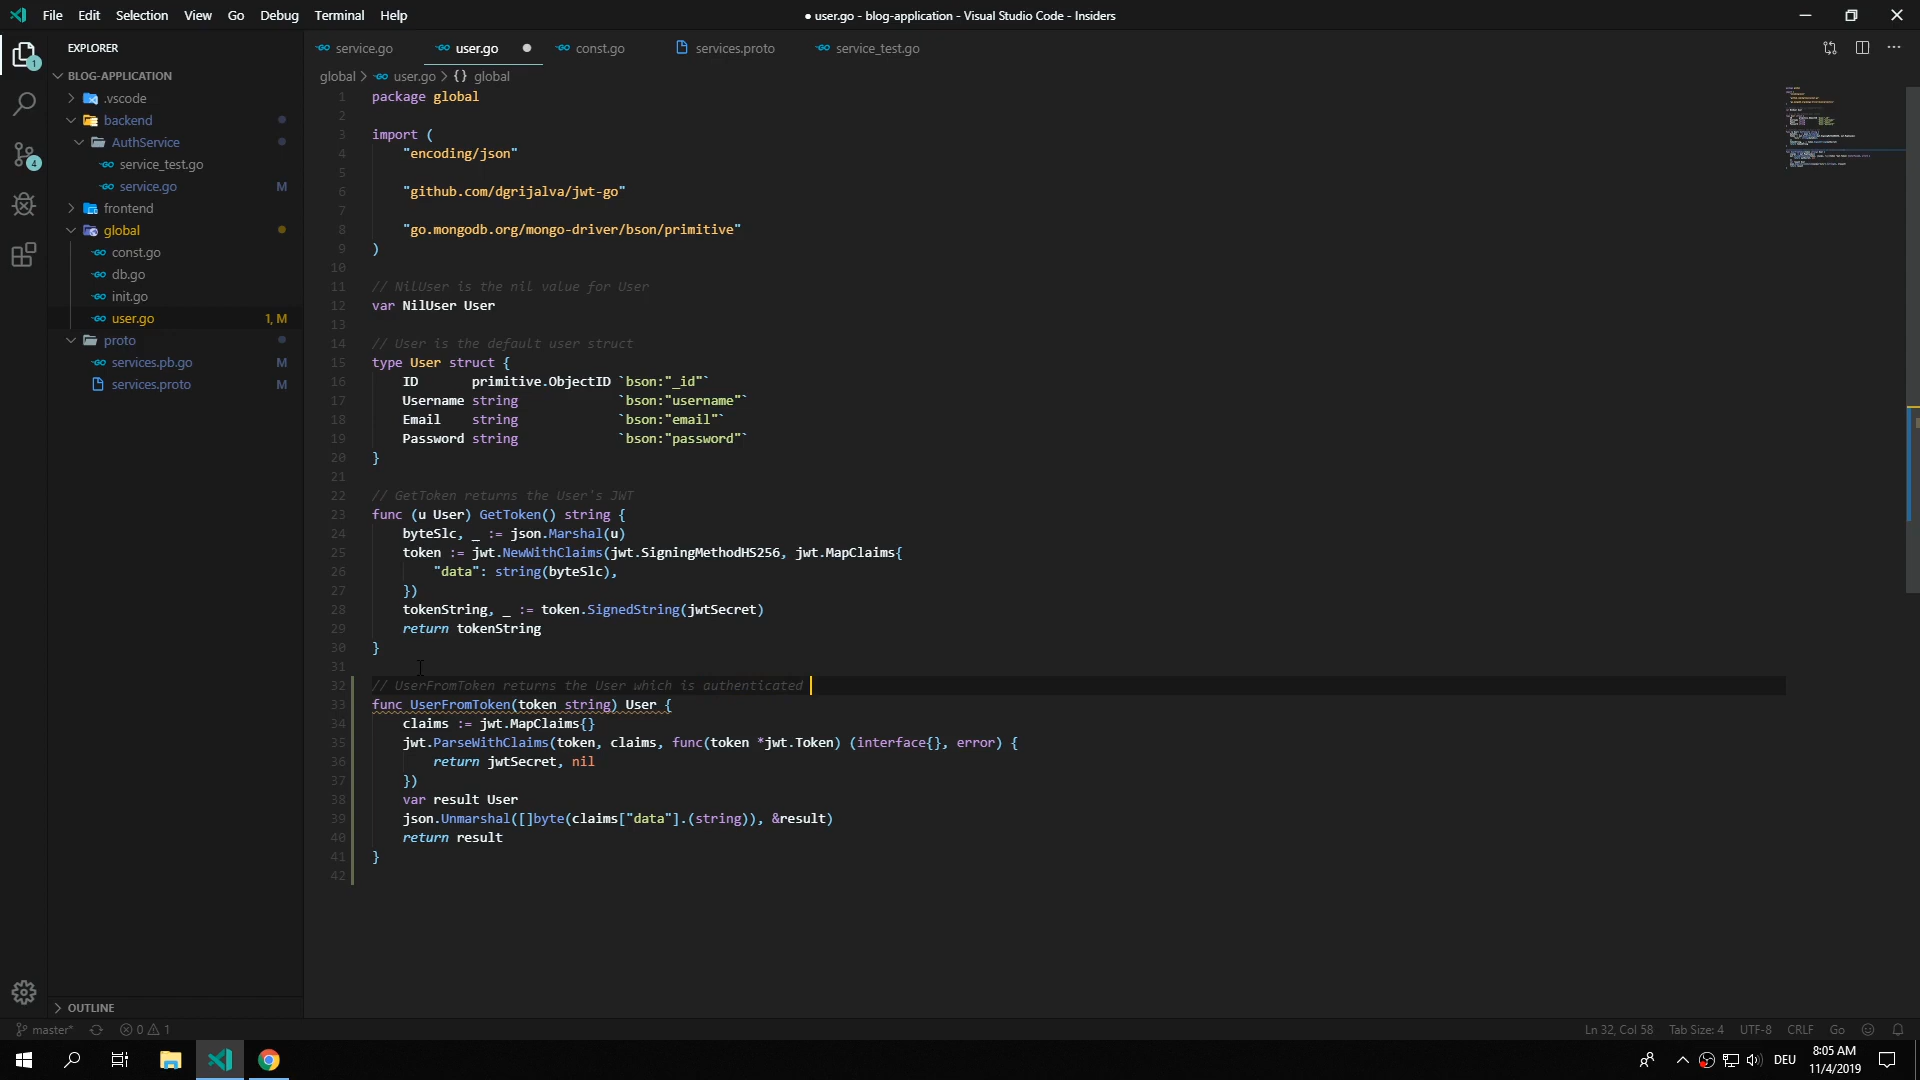 File Edit Selection View Go Debug Terminal Help
● user.go - blog-application - Visual Studio Code - Insiders
EXPLORER
service.go
user.go
const.go
services.proto
service_test.go
BLOG-APPLICATION
.vscode
backend
AuthService
service_test.go
service.go M
frontend
global
const.go
db.go
init.go
user.go 1, M
proto
services.pb.go M
services.proto M
OUTLINE
1
4
global > user.go > {} global
1 package global
2
3 import (
4 "encoding/json"
5
6 "github.com/dgrijalva/jwt-go"
7
8 "go.mongodb.org/mongo-driver/bson/primitive"
9 )
10
11 // NilUser is the nil value for User
12 var NilUser User
13
14 // User is the default user struct
15 type User struct {
16 ID primitive.ObjectID `bson:"_id"`
17 Username string `bson:"username"`
18 Email string `bson:"email"`
19 Password string `bson:"password"`
20 }
21
22 // GetToken returns the User's JWT
23 func (u User) GetToken() string {
24 byteSlc, _ := json.Marshal(u)
25 token := jwt.NewWithClaims(jwt.SigningMethodHS256, jwt.MapClaims{
26 "data": string(byteSlc),
27 })
28 tokenString, _ := token.SignedString(jwtSecret)
29 return tokenString
30 }
31
32 // UserFromToken returns the User which is authenticated
33 func UserFromToken(token string) User {
34 claims := jwt.MapClaims{}
35 jwt.ParseWithClaims(token, claims, func(token *jwt.Token) (interface{}, error) {
36 return jwtSecret, nil
37 })
38 var result User
39 json.Unmarshal([]byte(claims["data"].(string)), &result)
40 return result
41 }
42
master* 0 1
Ln 32, Col 58 Tab Size: 4 UTF-8 CRLF Go
DEU
8:05 AM
11/4/2019